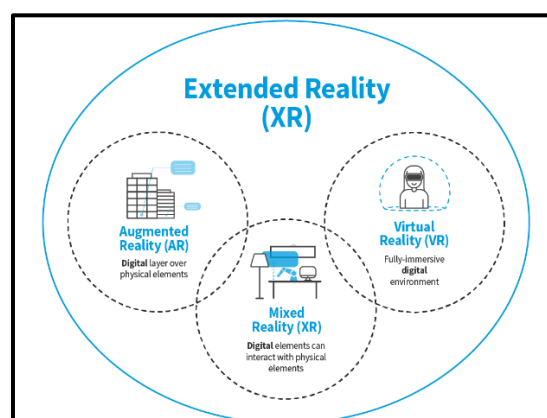 Extended Reality
(XR)
Augmented
Reality (AR)
Digital layer over
physical elements
Mixed
Reality (XR)
Digital elements can
interact with physical
elements
Virtual
Reality (VR)
Fully-immersive
digital
environment